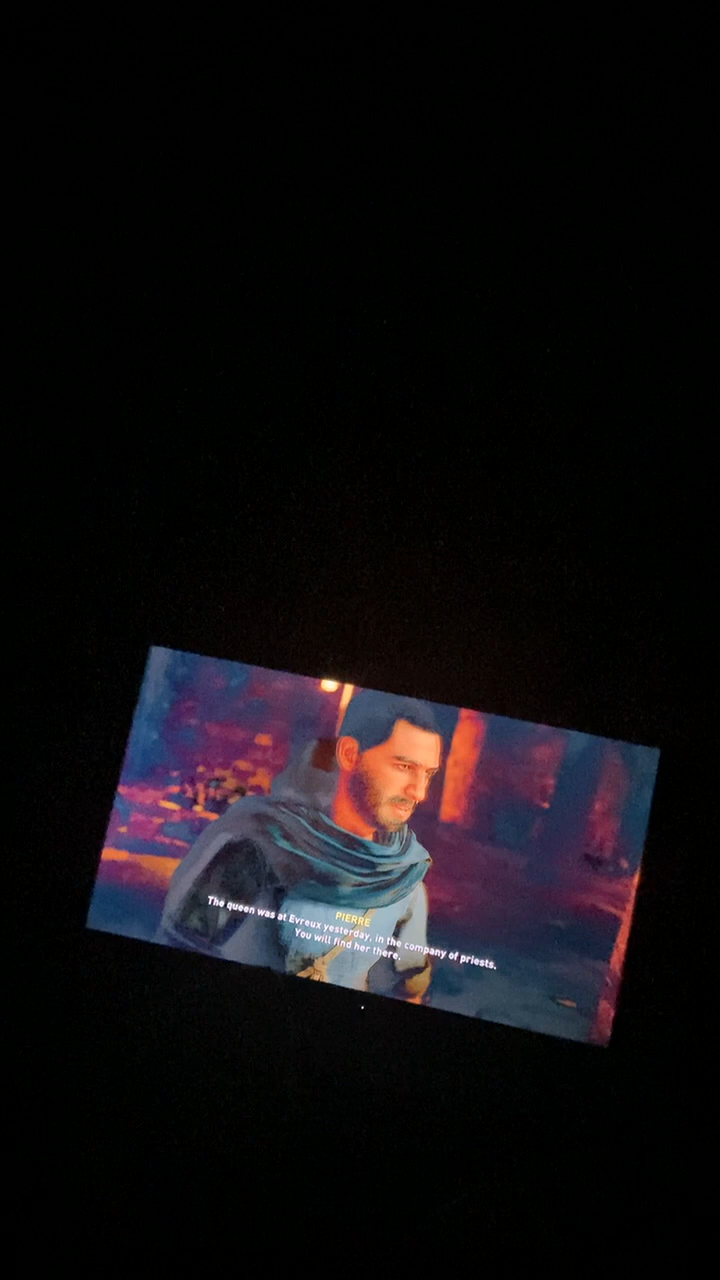 PIERRE
The queen was at Evreux yesterday, in the company of priests.
You will find her there.